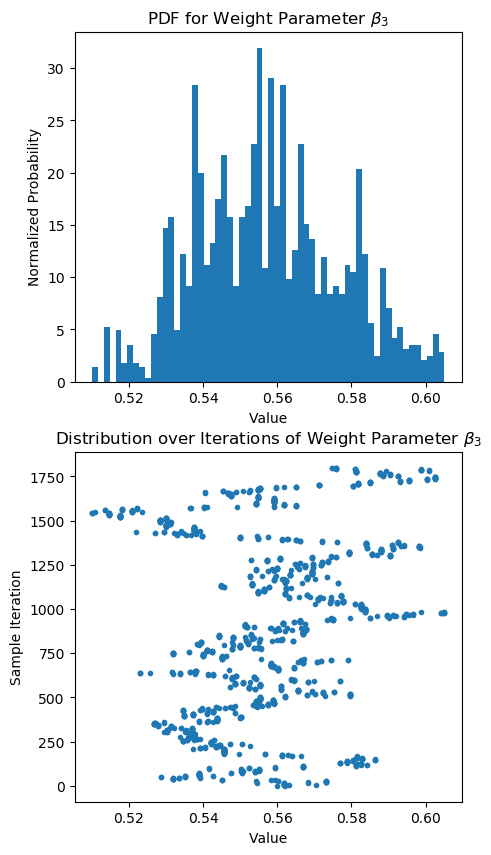 PDF for Weight Parameter β₃
30
25
20
15
10
5
0
Normalized Probability
0.52 0.54 0.56 0.58 0.60
Value
Distribution over Iterations of Weight Parameter β₃
1750
1500
1250
1000
750
500
250
0
Sample Iteration
0.52 0.54 0.56 0.58 0.60
Value